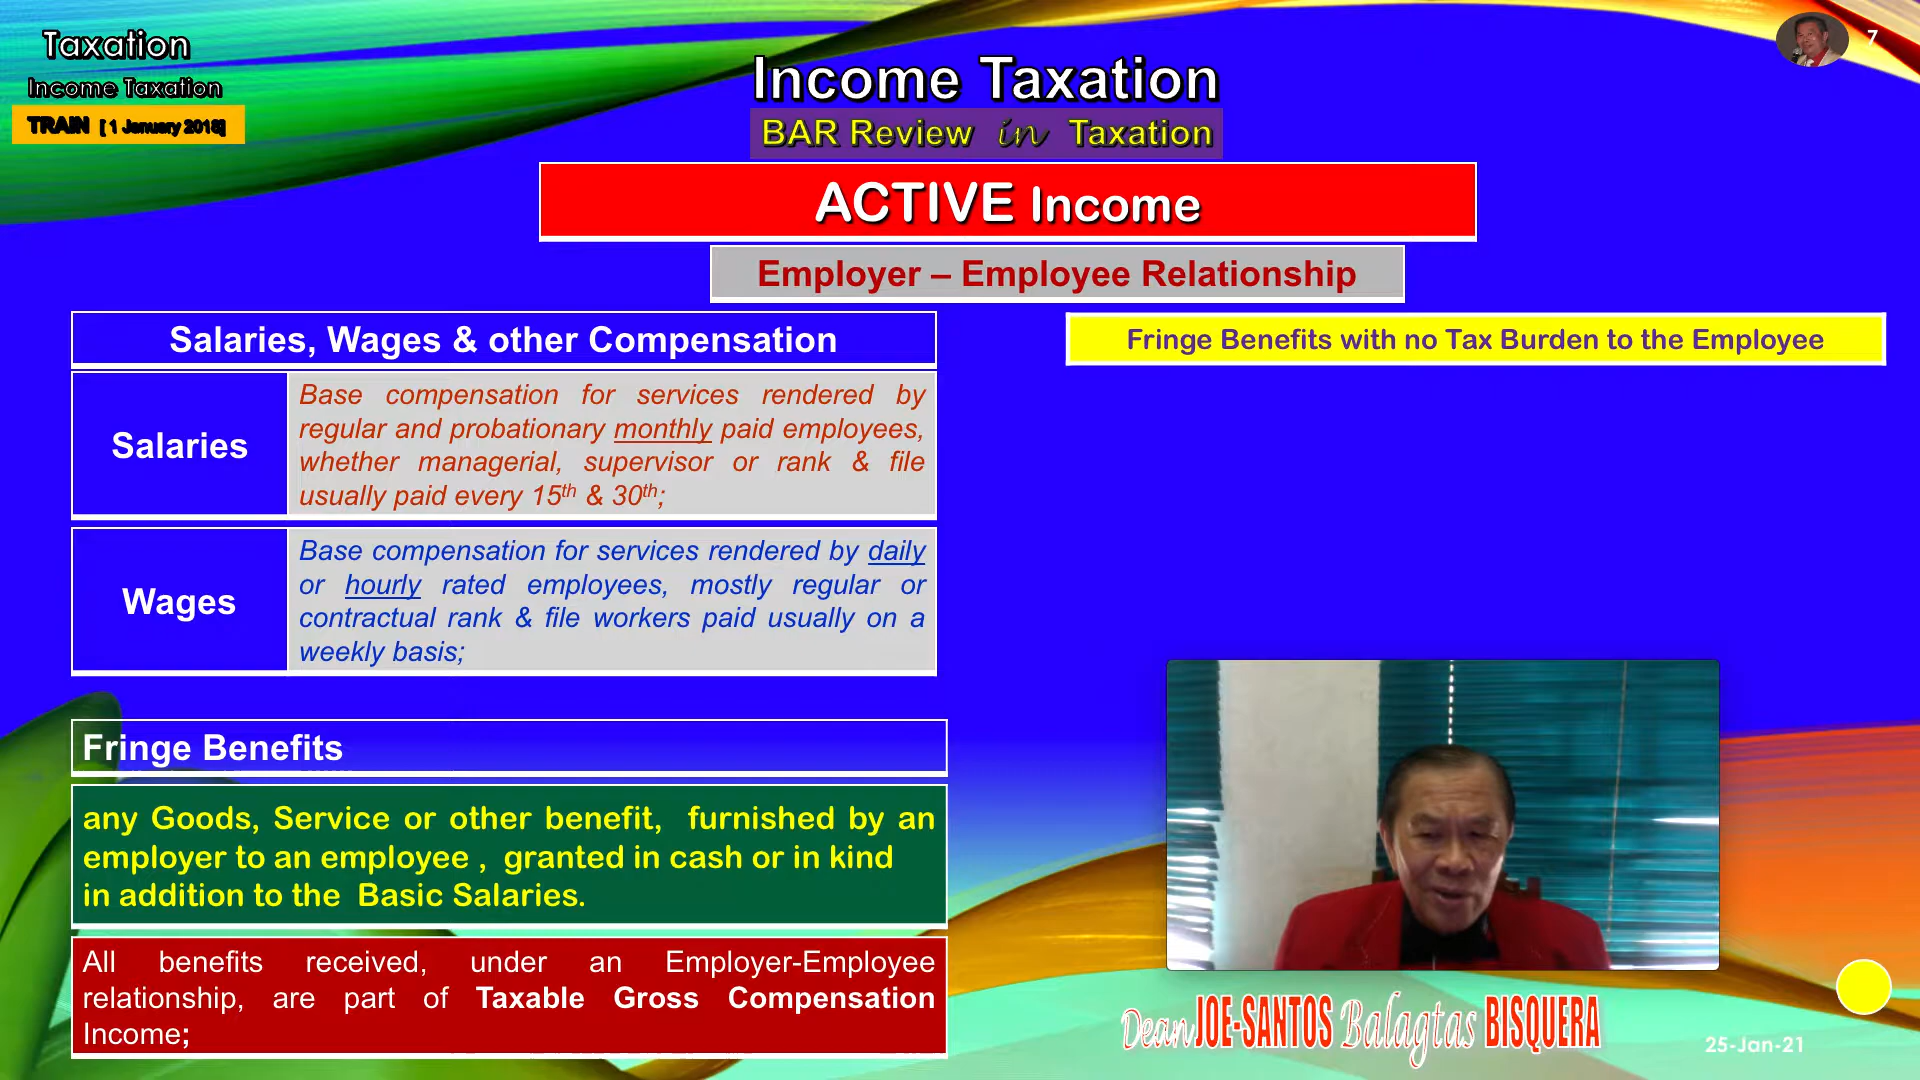 Taxation
Income Taxation
TRAIN [ 1 January 2018]
7
Income Taxation
BAR Review in Taxation
ACTIVE Income
Employer – Employee Relationship
Salaries, Wages & other Compensation
Salaries
Base compensation for services rendered by
regular and probationary monthly paid employees,
whether managerial, supervisor or rank & file
usually paid every 15th & 30th;
Wages
Base compensation for services rendered by daily
or hourly rated employees, mostly regular or
contractual rank & file workers paid usually on a
weekly basis;
Fringe Benefits
any Goods, Service or other benefit, furnished by an
employer to an employee , granted in cash or in kind
in addition to the Basic Salaries.
All benefits received, under an Employer-Employee
relationship, are part of Taxable Gross Compensation
Income;
Fringe Benefits with no Tax Burden to the Employee
Dean JOE-SANTOS Balagtas BISQUERA
25-Jan-21